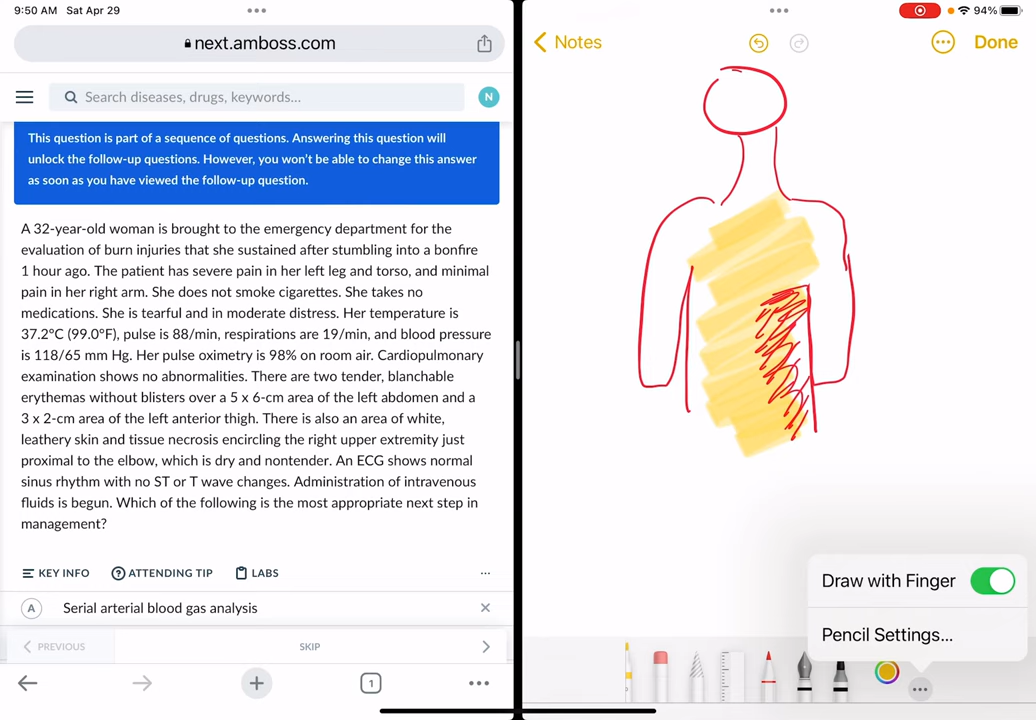 9:50 AM Sat Apr 29
94%
next.amboss.com
Notes
Done
Search diseases, drugs, keywords...
N
This question is part of a sequence of questions. Answering this question will
unlock the follow-up questions. However, you won't be able to change this answer
as soon as you have viewed the follow-up question.
A 32-year-old woman is brought to the emergency department for the
evaluation of burn injuries that she sustained after stumbling into a bonfire
1 hour ago. The patient has severe pain in her left leg and torso, and minimal
pain in her right arm. She does not smoke cigarettes. She takes no
medications. She is tearful and in moderate distress. Her temperature is
37.2°C (99.0°F), pulse is 88/min, respirations are 19/min, and blood pressure
is 118/65 mm Hg. Her pulse oximetry is 98% on room air. Cardiopulmonary
examination shows no abnormalities. There are two tender, blanchable
erythemas without blisters over a 5 x 6-cm area of the left abdomen and a
3 x 2-cm area of the left anterior thigh. There is also an area of white,
leathery skin and tissue necrosis encircling the right upper extremity just
proximal to the elbow, which is dry and nontender. An ECG shows normal
sinus rhythm with no ST or T wave changes. Administration of intravenous
fluids is begun. Which of the following is the most appropriate next step in
management?
KEY INFO
ATTENDING TIP
LABS
A Serial arterial blood gas analysis
PREVIOUS
SKIP
1
Draw with Finger
Pencil Settings...